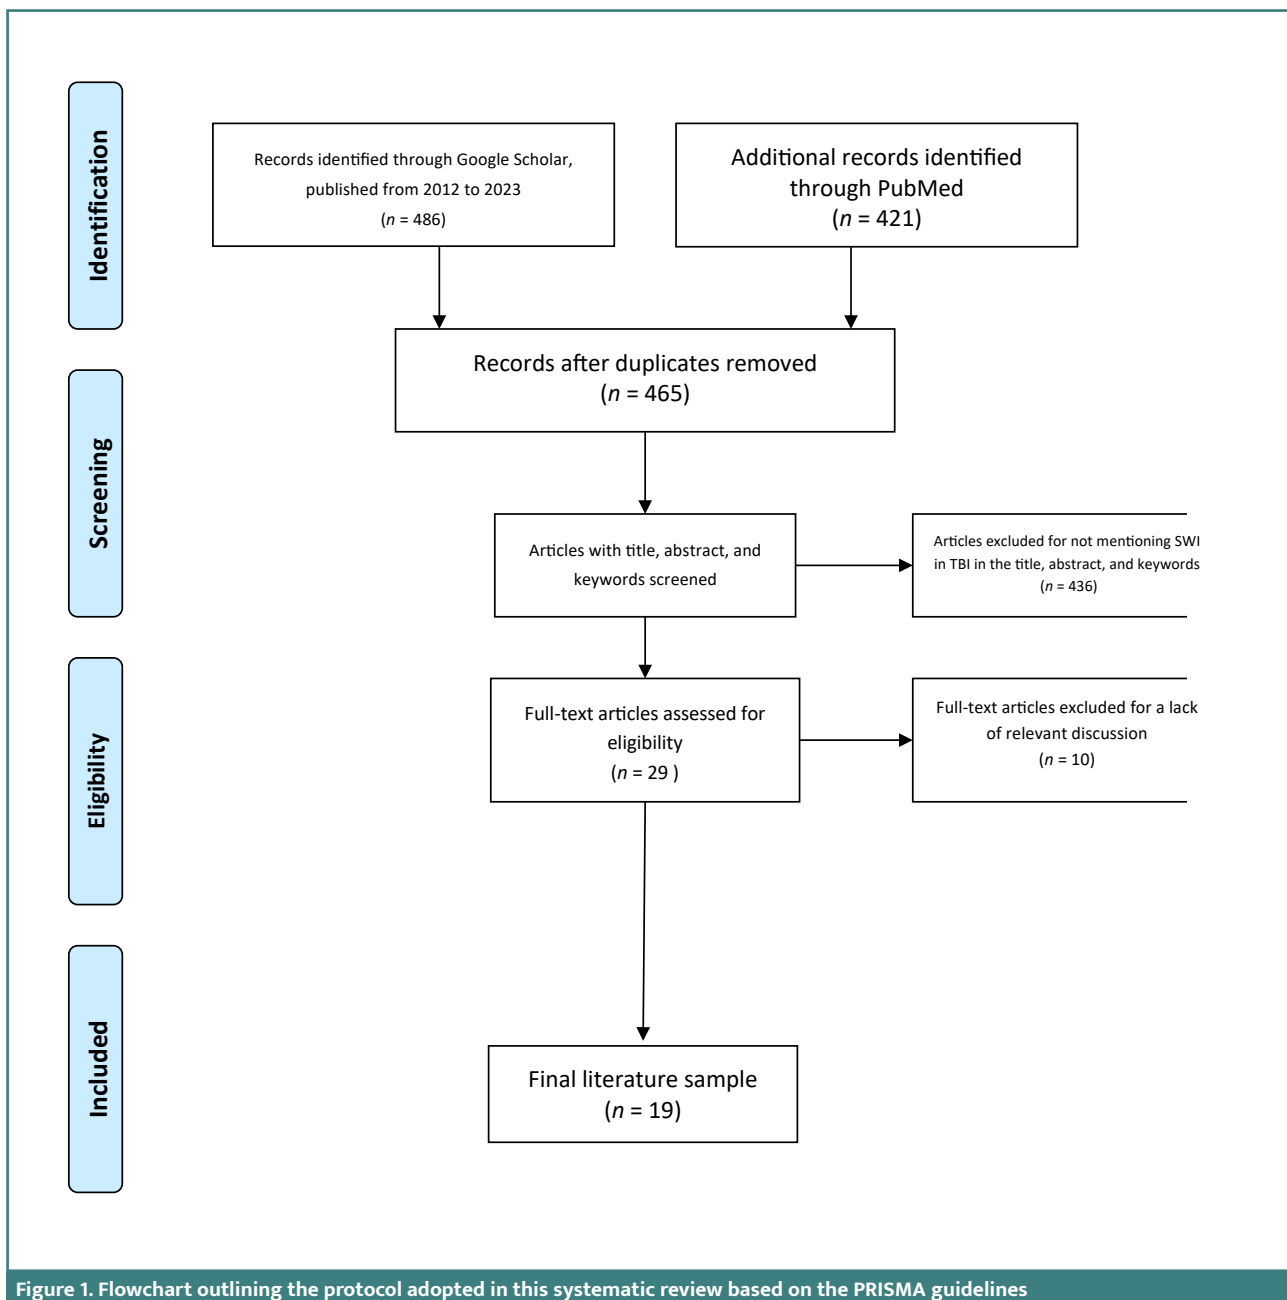 Identification
Records identified through Google Scholar,
published from 2012 to 2023
(n = 486)
Additional records identified
through PubMed
(n = 421)
Records after duplicates removed
(n = 465)
Screening
Articles with title, abstract, and
keywords screened
Articles excluded for not mentioning SWI
in TBI in the title, abstract, and keywords
(n = 436)
Eligibility
Full-text articles assessed for
eligibility
(n = 29 )
Full-text articles excluded for a lack
of relevant discussion
(n = 10)
Included
Final literature sample
(n = 19)
Figure 1. Flowchart outlining the protocol adopted in this systematic review based on the PRISMA guidelines